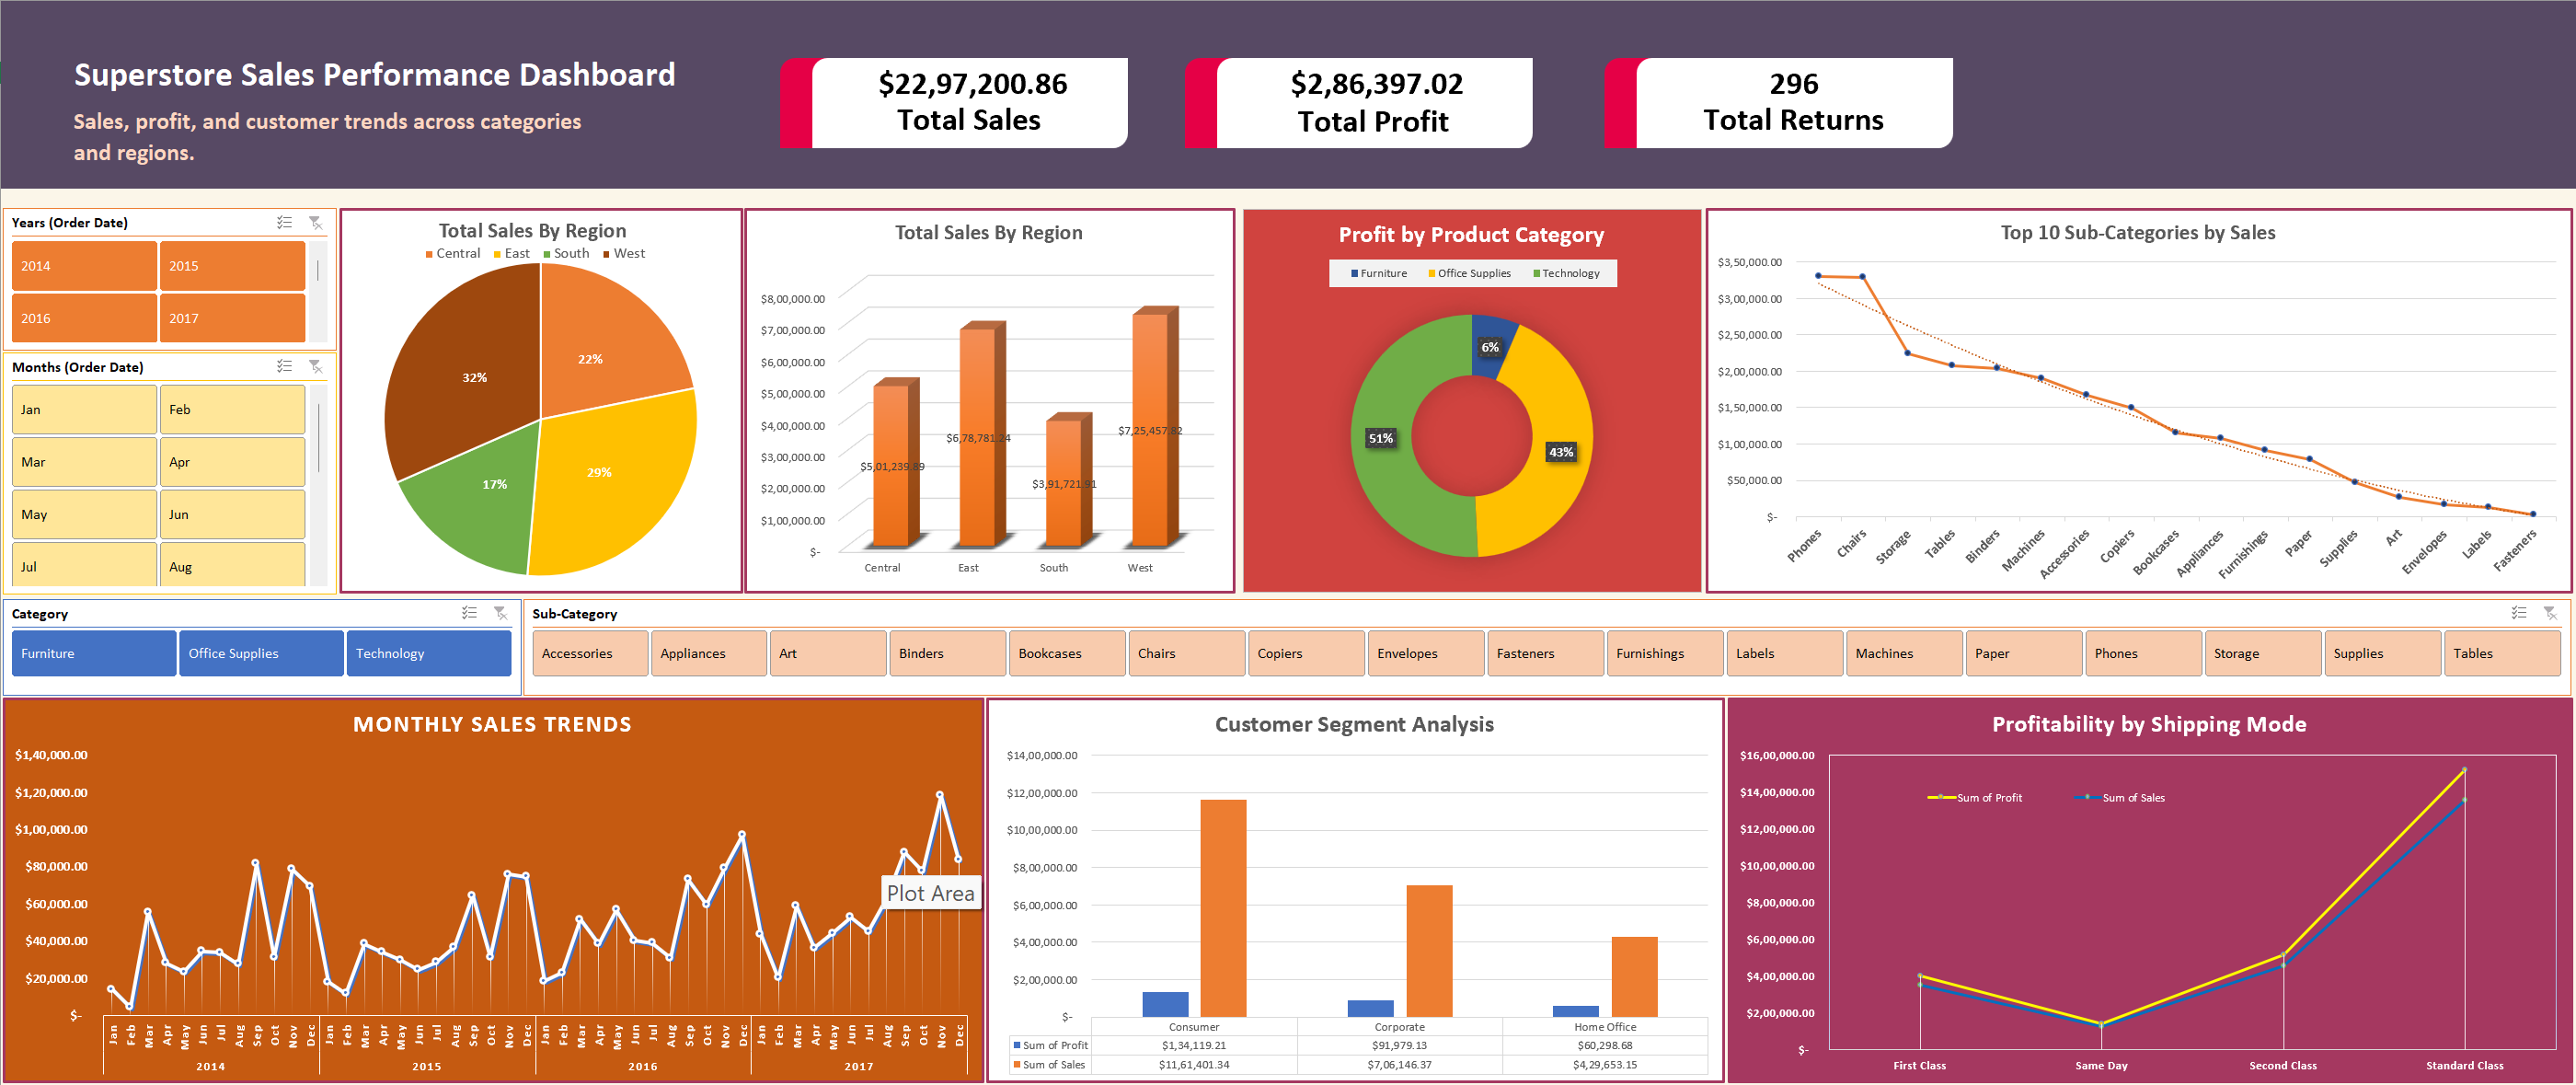 Superstore Sales Performance Dashboard
Sales, profit, and customer trends across categories
and regions.
$22,97,200.86
Total Sales
$2,86,397.02
Total Profit
296
Total Returns
Years (Order Date)
2014
2015
2016
2017
Months (Order Date)
Jan
Feb
Mar
Apr
May
Jun
Jul
Aug
Total Sales By Region
Central
East
South
West
22%
32%
17%
29%
Total Sales By Region
$8,00,000.00
$7,00,000.00
$6,00,000.00
$5,00,000.00
$4,00,000.00
$3,00,000.00
$2,00,000.00
$1,00,000.00
$-
$5,01,239.89
$6,78,781.24
$3,91,721.91
$7,25,457.82
Central
East
South
West
Profit by Product Category
Furniture
Office Supplies
Technology
6%
51%
43%
Top 10 Sub-Categories by Sales
$3,50,000.00
$3,00,000.00
$2,50,000.00
$2,00,000.00
$1,50,000.00
$1,00,000.00
$50,000.00
$-
Phones
Chairs
Storage
Tables
Binders
Machines
Accessories
Copiers
Bookcases
Appliances
Furnishings
Paper
Supplies
Art
Envelopes
Labels
Fasteners
Category
Furniture
Office Supplies
Technology
Sub-Category
Accessories
Appliances
Art
Binders
Bookcases
Chairs
Copiers
Envelopes
Fasteners
Furnishings
Labels
Machines
Paper
Phones
Storage
Supplies
Tables
MONTHLY SALES TRENDS
$1,40,000.00
$1,20,000.00
$1,00,000.00
$80,000.00
$60,000.00
$40,000.00
$20,000.00
$-
Plot Area
Jan Feb Mar Apr May Jun Jul Aug Sep Oct Nov Dec
Jan Feb Mar Apr May Jun Jul Aug Sep Oct Nov Dec
Jan Feb Mar Apr May Jun Jul Aug Sep Oct Nov Dec
Jan Feb Mar Apr May Jun Jul Aug Sep Oct Nov Dec
2014
2015
2016
2017
Customer Segment Analysis
$14,00,000.00
$12,00,000.00
$10,00,000.00
$8,00,000.00
$6,00,000.00
$4,00,000.00
$2,00,000.00
$-
Consumer
Corporate
Home Office
Sum of Profit
$1,34,119.21
$91,979.13
$60,298.68
Sum of Sales
$11,61,401.34
$7,06,146.37
$4,29,653.15
Profitability by Shipping Mode
$16,00,000.00
$14,00,000.00
$12,00,000.00
$10,00,000.00
$8,00,000.00
$6,00,000.00
$4,00,000.00
$2,00,000.00
$-
Sum of Profit
Sum of Sales
First Class
Same Day
Second Class
Standard Class